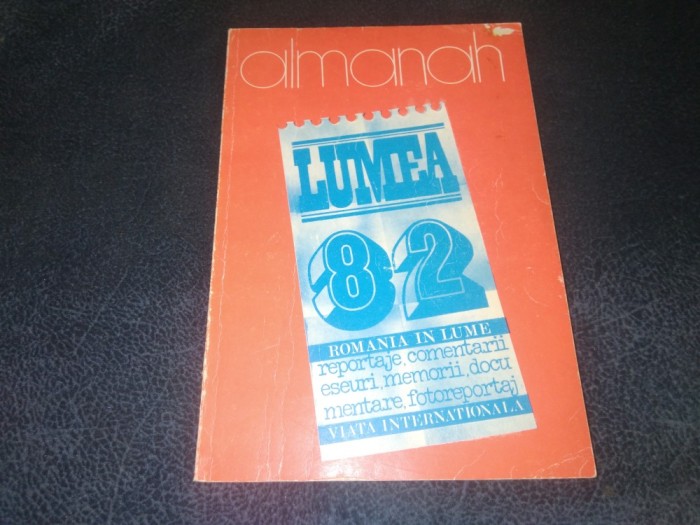 almanah
LUMEA
82
ROMANIA IN LUME
reportaje, comentarii
eseuri, memorii, docu
mentare, fotoreportaj
VIATA INTERNATIONALA